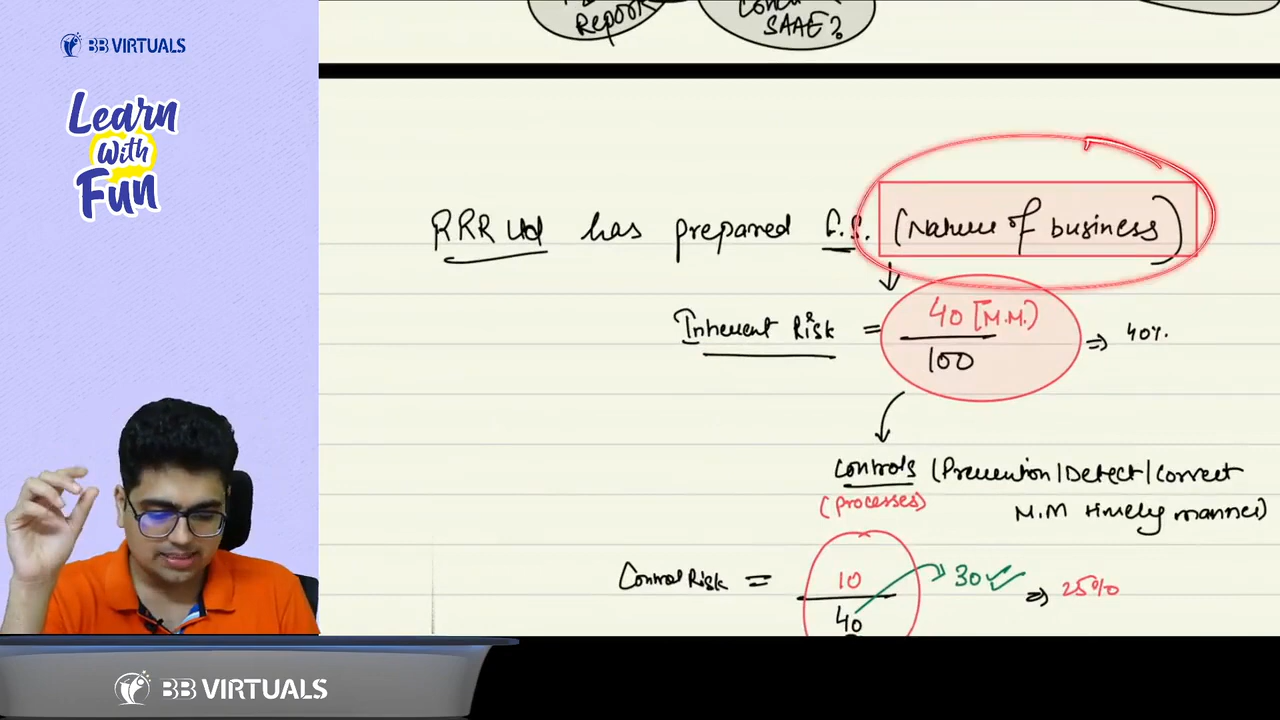 BB VIRTUALS
Learn
With
Fun
Report
SAAE?
RRR Ltd has prepared F.S. (Nature of business)
Inherent Risk = 40 [M.M.)
100
⇒ 40%
Controls (Prevention/Detect/Correct
(processes)
M.M timely manner)
Control Risk = 10
40
30
⇒ 25%
BB VIRTUALS